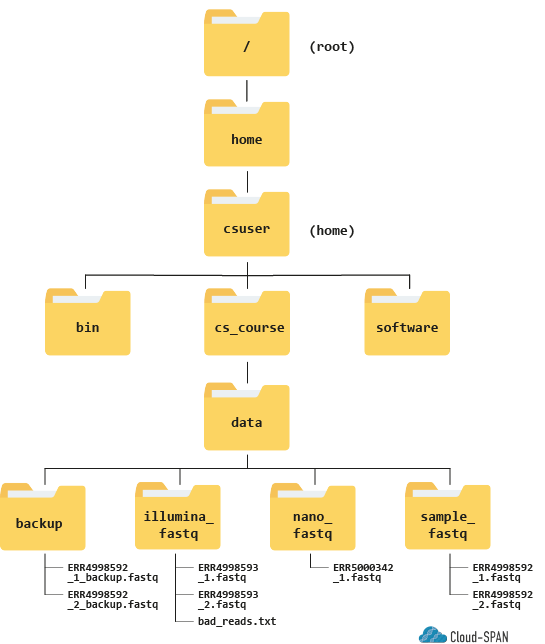 / (root)
home
csuser (home)
bin cs_course software
data
backup illumina_ nano_ sample_
fastq fastq fastq
ERR4998592 ERR4998593 ERR5000342 ERR4998592
_1_backup.fastq _1.fastq _1.fastq _1.fastq
ERR4998592 ERR4998593 ERR4998592
_2_backup.fastq _2.fastq _2.fastq
bad_reads.txt
Cloud-SPAN